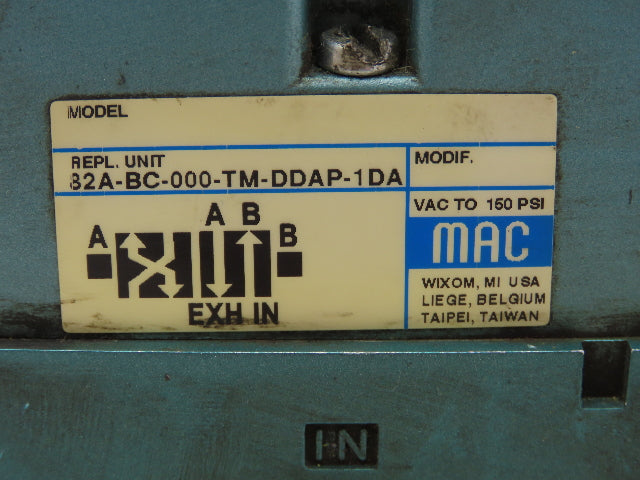 MODEL
REPL. UNIT
82A-BC-000-TM-DDAP-1DA
MODIF.
VAC TO 150 PSI
MAC
WIXOM, MI USA
LIEGE, BELGIUM
TAIPEI, TAIWAN
A B
A B
EXH IN
IN